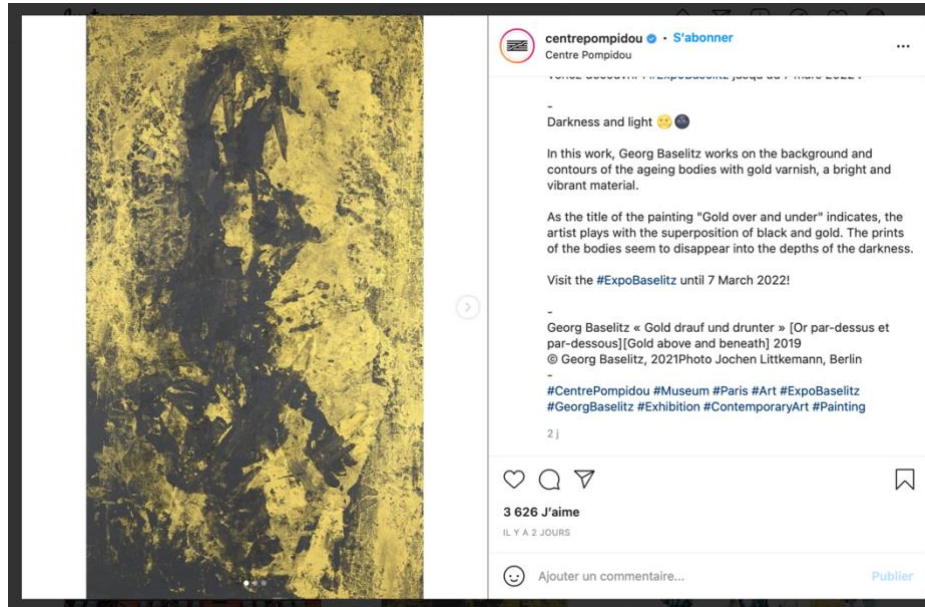 centrepompidou • S'abonner
Centre Pompidou
-
Darkness and light 🌕🌑
In this work, Georg Baselitz works on the background and
contours of the ageing bodies with gold varnish, a bright and
vibrant material.
As the title of the painting "Gold over and under" indicates, the
artist plays with the superposition of black and gold. The prints
of the bodies seem to disappear into the depths of the darkness.
Visit the #ExpoBaselitz until 7 March 2022!
-
Georg Baselitz « Gold drauf und drunter » [Or par-dessus et
par-dessous][Gold above and beneath] 2019
© Georg Baselitz, 2021Photo Jochen Littkemann, Berlin
-
#CentrePompidou #Museum #Paris #Art #ExpoBaselitz
#GeorgBaselitz #Exhibition #ContemporaryArt #Painting
2 j
3 626 J'aime
IL Y A 2 JOURS
Ajouter un commentaire...
Publier